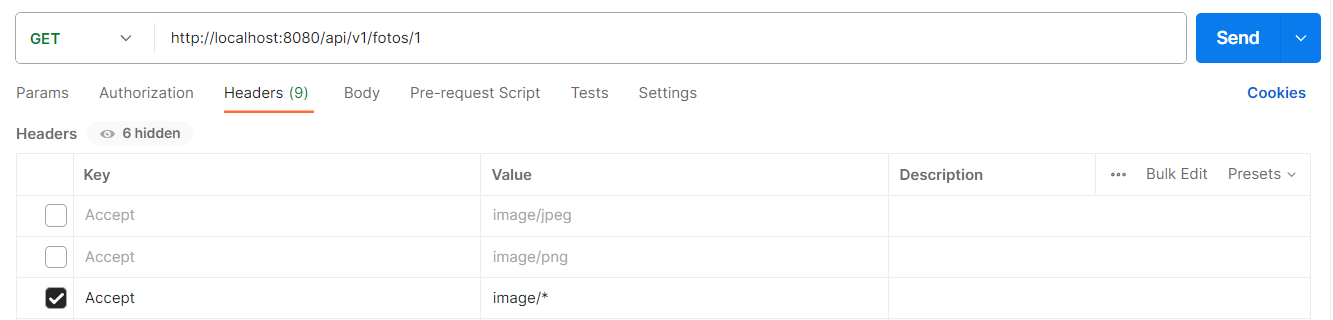 GET http://localhost:8080/api/v1/fotos/1 Send
Params Authorization Headers (9) Body Pre-request Script Tests Settings Cookies
Headers 6 hidden
Key Value Description Bulk Edit Presets
Accept image/jpeg
Accept image/png
Accept image/*